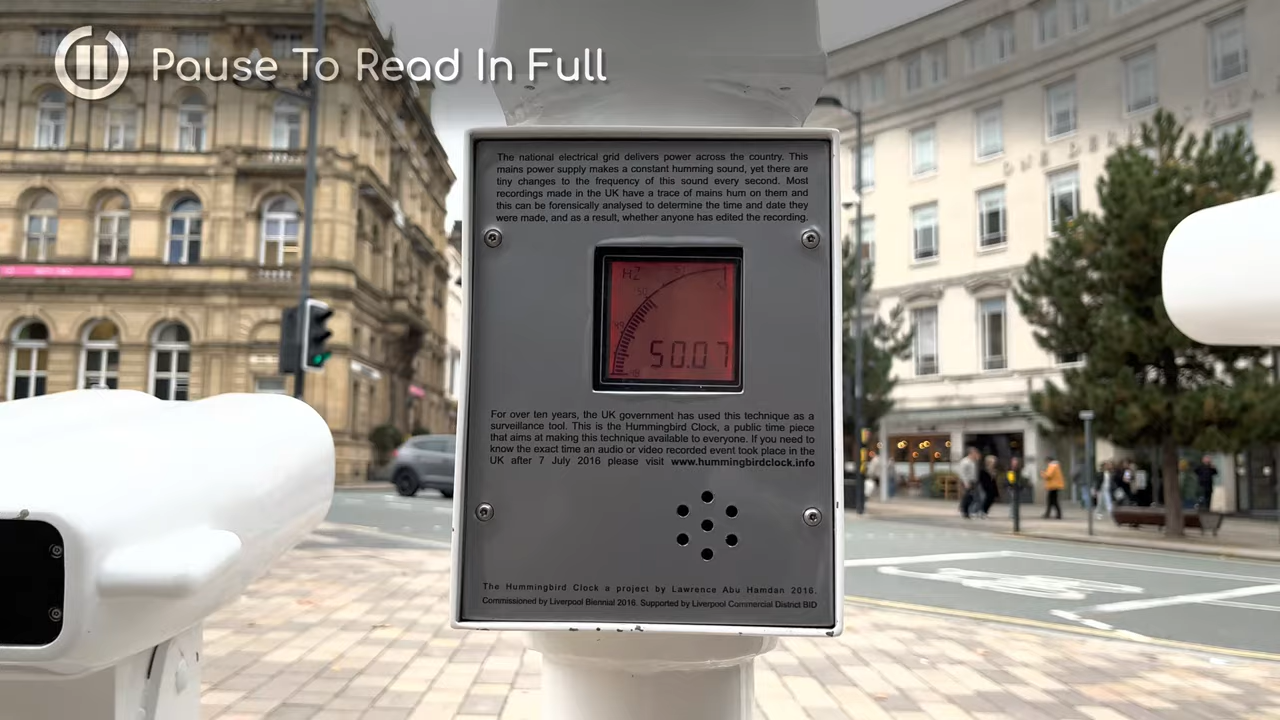 Pause To Read In Full
The national electrical grid delivers power across the country. This
mains power supply makes a constant humming sound, yet there are
tiny changes to the frequency of this sound every second. Most
recordings made in the UK have a trace of mains hum on them and
this can be forensically analysed to determine the time and date they
were made, and as a result, whether anyone has edited the recording.
HZ
50
49
48
50.07
For over ten years, the UK government has used this technique as a
surveillance tool. This is the Hummingbird Clock, a public time piece
that aims at making this technique available to everyone. If you need to
know the exact time an audio or video recorded event took place in the
UK after 7 July 2016 please visit www.hummingbirdclock.info
The Hummingbird Clock a project by Lawrence Abu Hamdan 2016.
Commissioned by Liverpool Biennial 2016. Supported by Liverpool Commercial District BID